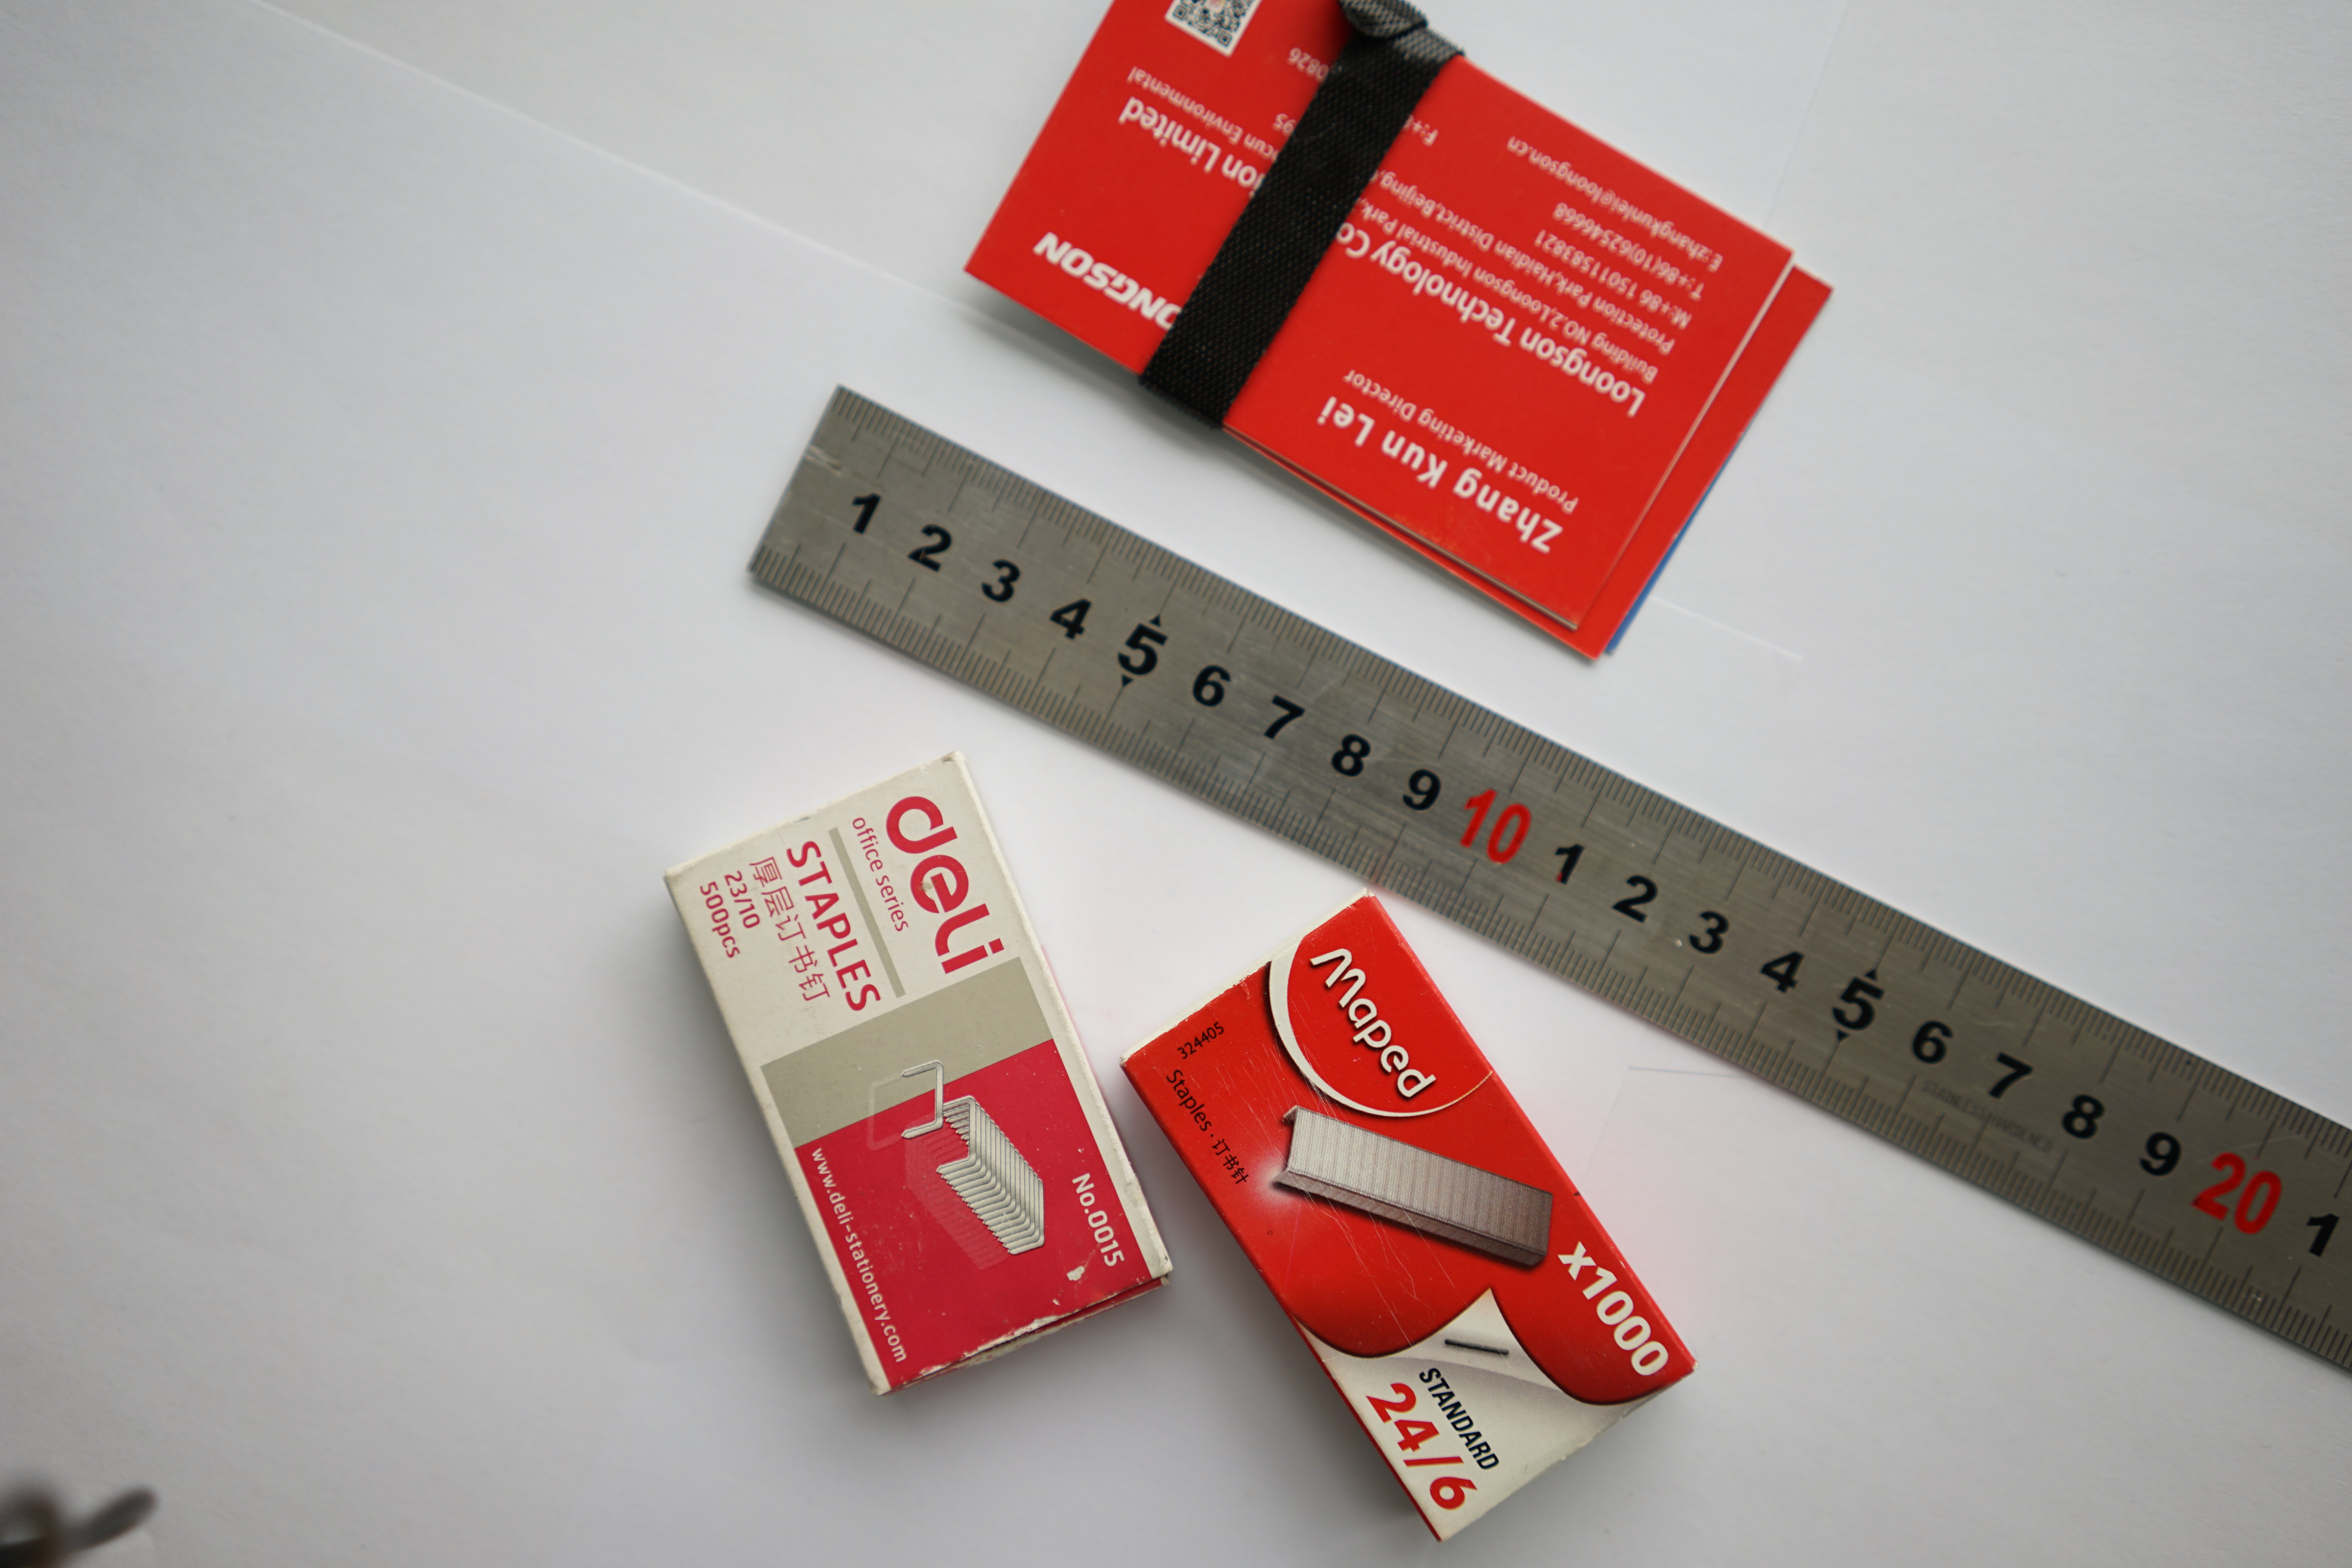 Zhang Kun Lei
Product Marketing Director
Loongson Technology Co
Building NO.2,Loongson Industrial Park,
Protection Park,Haidian District,Beijing,
M:+86 15011583821
T:+86(10)62546668
F:+
E:zhangkunlei@loongson.cn
ONGSON
ion Limited
ocun Environmental
95
0826
1 2 3 4 5 6 7 8 9 10 1 2 3 4 5 6 7 8 9 20 1
deli
office series
STAPLES
厚层订书钉
23/10
500pcs
No.0015
www.deli-stationery.com
Maped
324405
Staples · 订书针
x1000
STANDARD
24/6